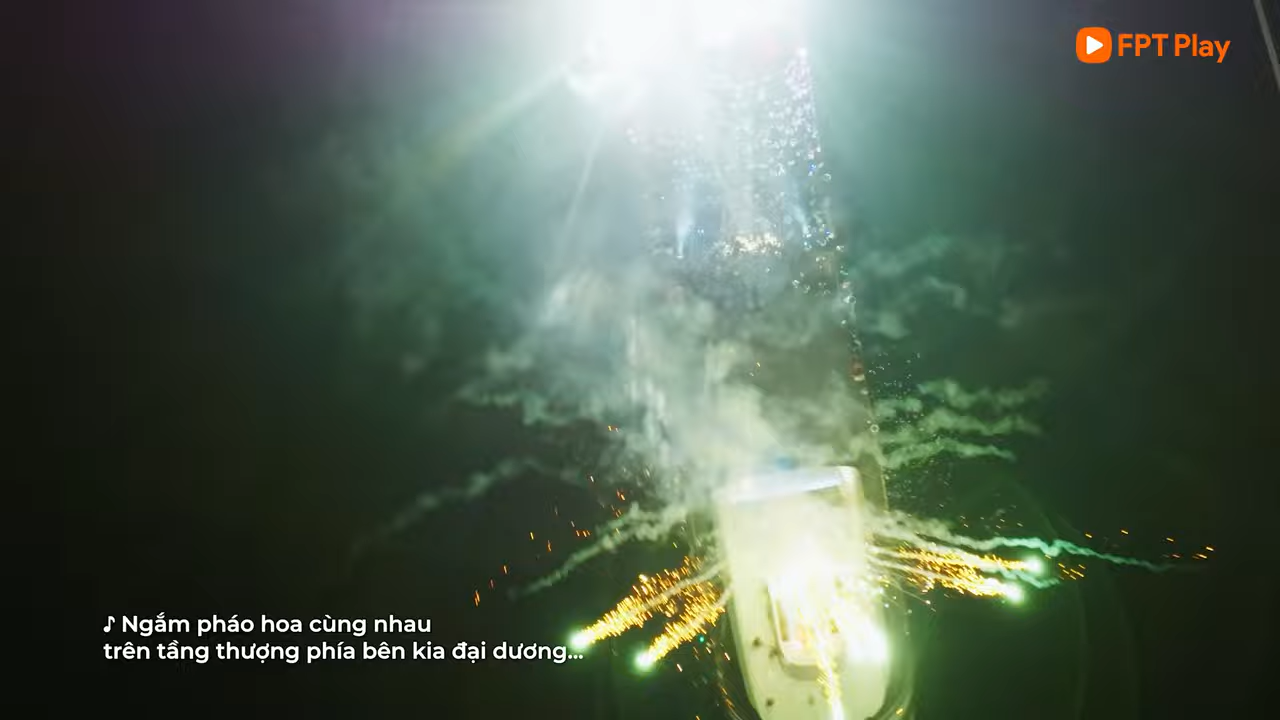 FPT Play
♪ Ngắm pháo hoa cùng nhau
trên tầng thượng phía bên kia đại dương...